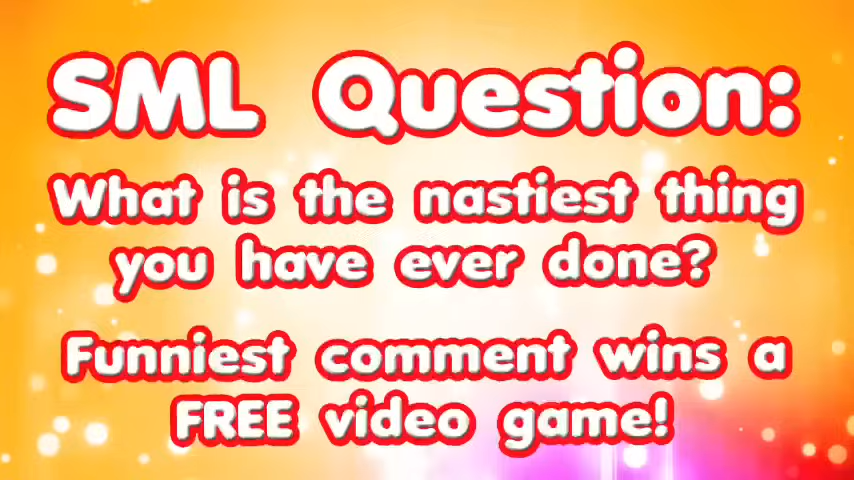 SML Question:
What is the nastiest thing
you have ever done?
Funniest comment wins a
FREE video game!